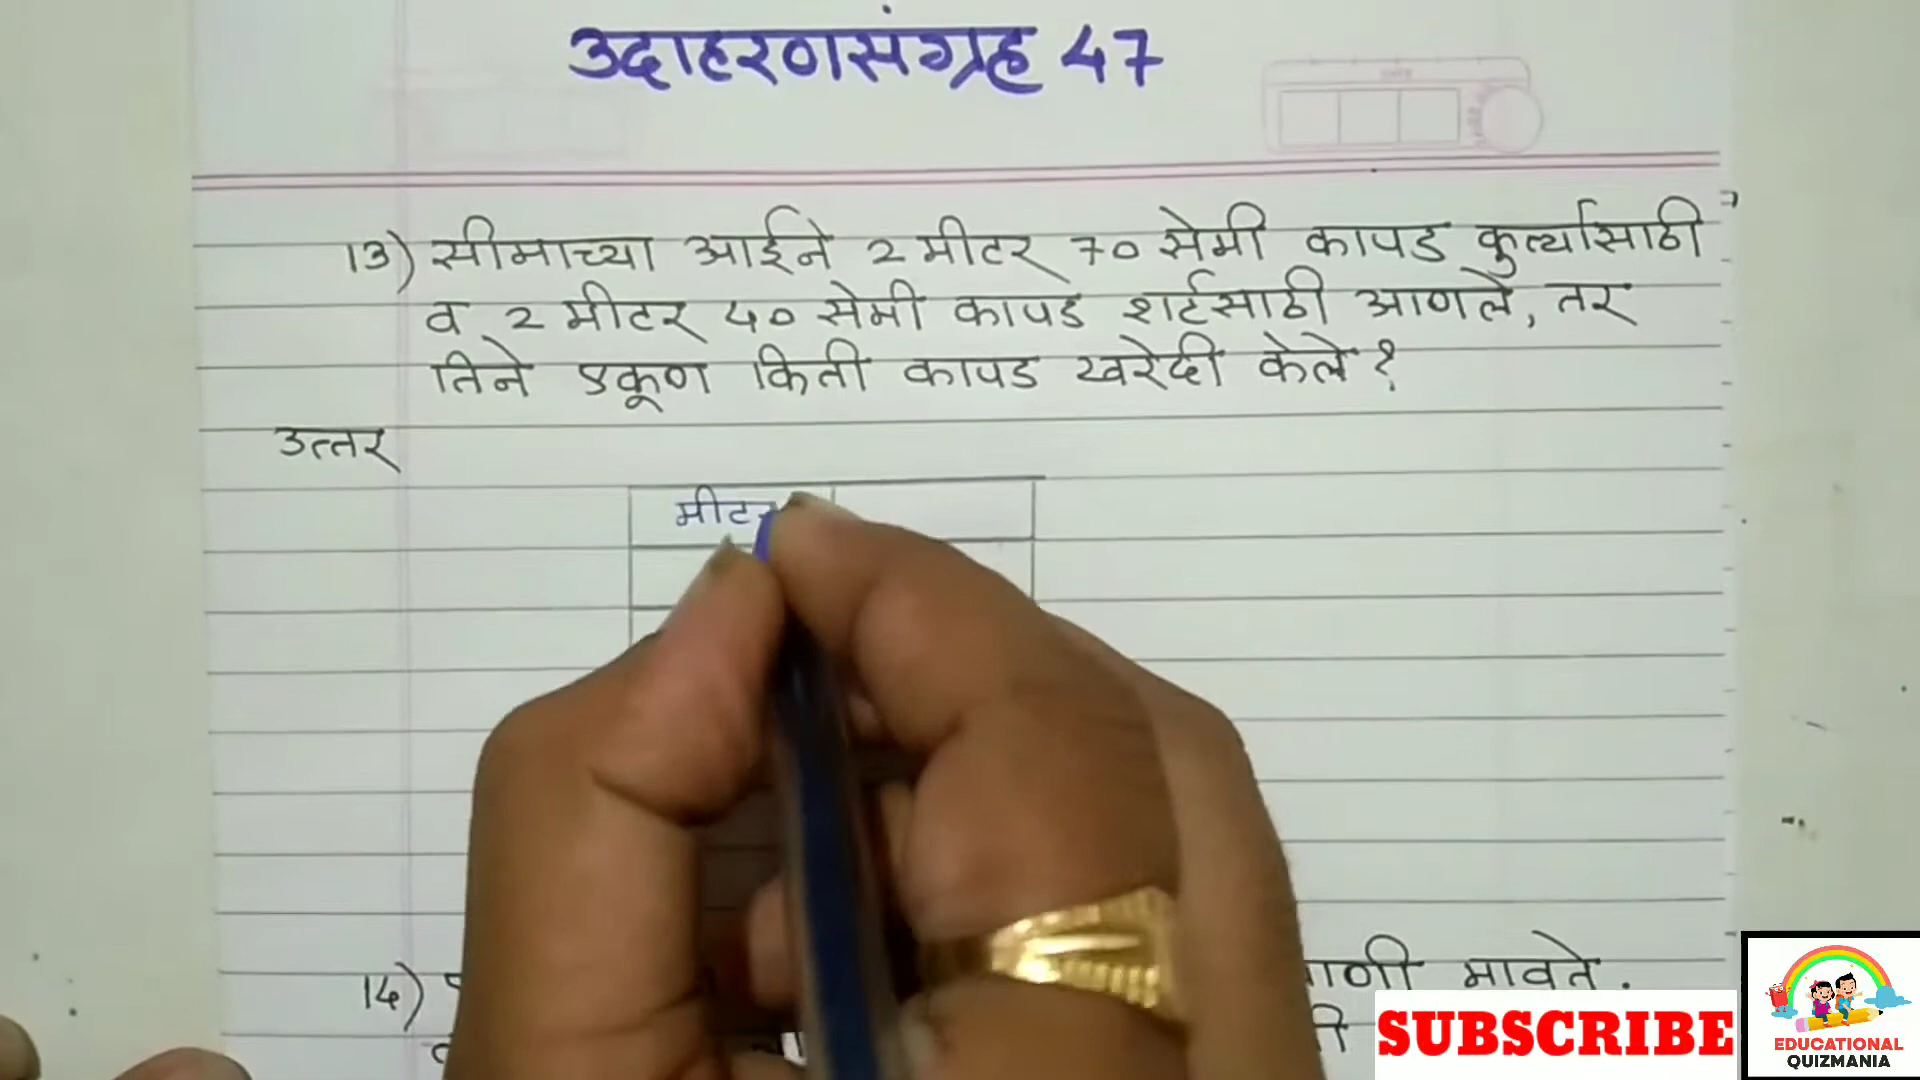 उदाहरणसंग्रह 47
13) सीमाच्या आईने 2 मीटर 70 सेमी कापड कुर्त्यासाठी
व 2 मीटर 40 सेमी कापड शर्टसाठी आणले, तर
तिने एकूण किती कापड खरेदी केले?
उत्तर
मीटर
14)
मावते.
SUBSCRIBE
EDUCATIONAL
QUIZMANIA